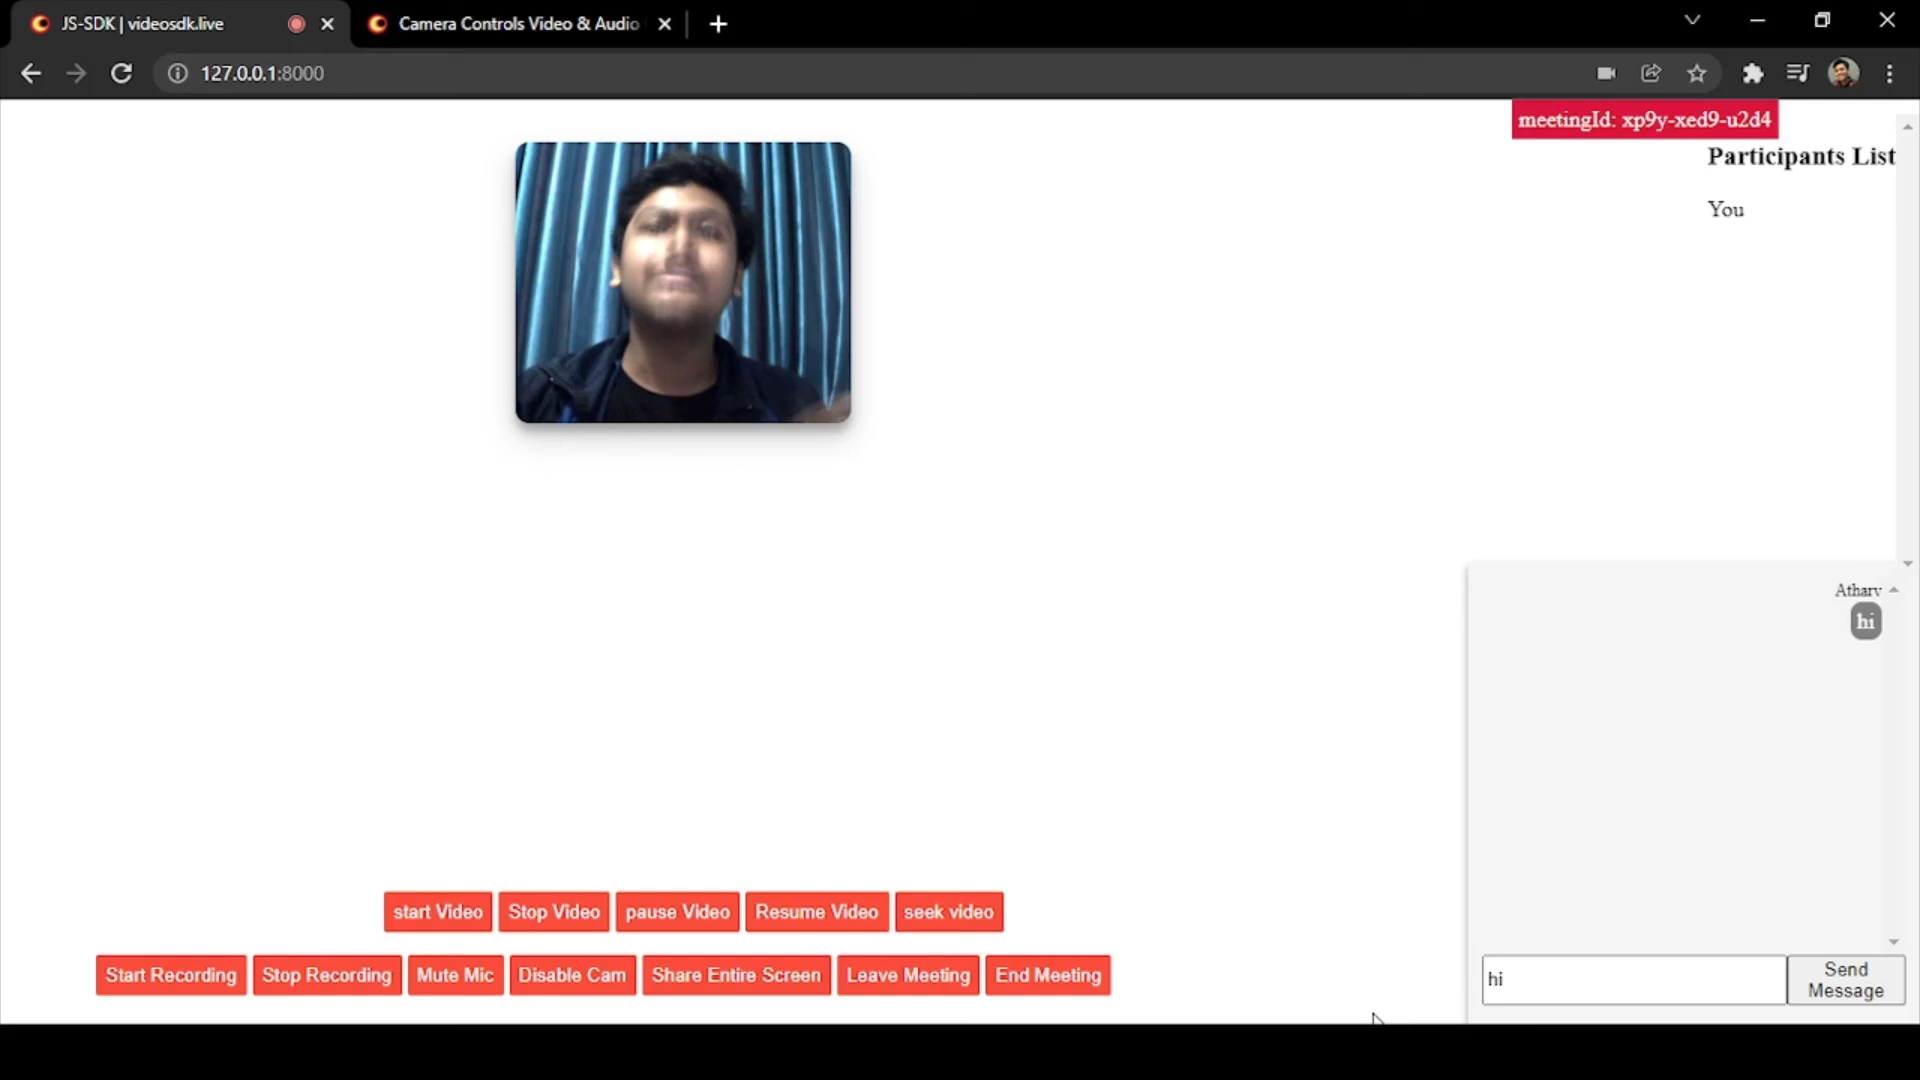 JS-SDK | videosdk.live
Camera Controls Video & Audio
127.0.0.1:8000
meetingId: xp9y-xed9-u2d4
Participants List
You
Atharv
hi
start Video
Stop Video
pause Video
Resume Video
seek video
Start Recording
Stop Recording
Mute Mic
Disable Cam
Share Entire Screen
Leave Meeting
End Meeting
hi
Send
Message